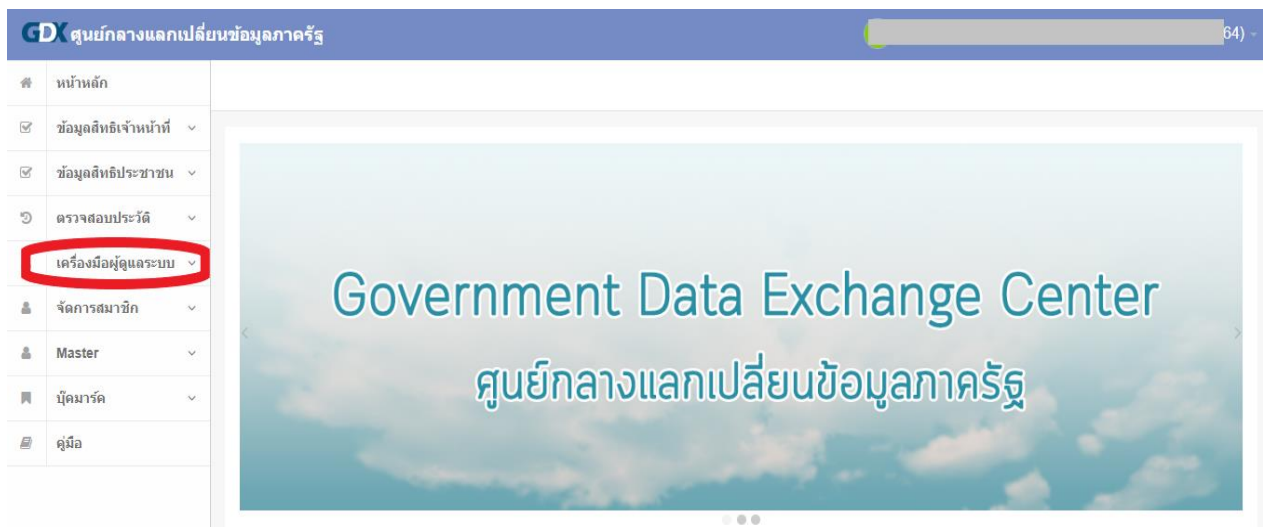 GDX ศูนย์กลางแลกเปลี่ยนข้อมูลภาครัฐ
64)
หน้าหลัก
ข้อมูลสิทธิเจ้าหน้าที่
ข้อมูลสิทธิประชาชน
ตรวจสอบประวัติ
เครื่องมือผู้ดูแลระบบ
จัดการสมาชิก
Master
บุ๊คมาร์ค
คู่มือ
Government Data Exchange Center
ศูนย์กลางแลกเปลี่ยนข้อมูลภาครัฐ